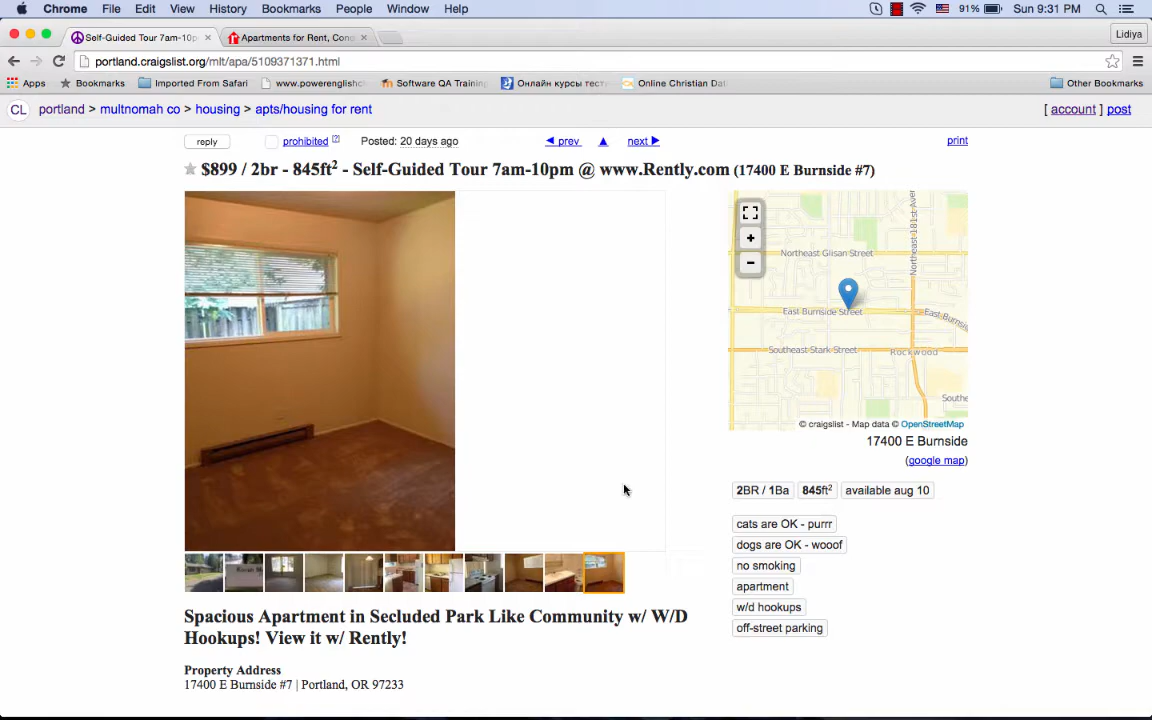 Chrome File Edit View History Bookmarks People Window Help 91% Sun 9:31 PM
Self-Guided Tour 7am-10p Apartments for Rent, Con Lidiya
portland.craigslist.org/mlt/apa/5109371371.html
Apps Bookmarks Imported From Safari www.powerenglish Software QA Training Онлайн курсы тест Online Christian Dat Other Bookmarks
CL portland > multnomah co > housing > apts/housing for rent [ account ] post
reply prohibited [?] Posted: 20 days ago ◀ prev ▲ next ▶ print
$899 / 2br - 845ft² - Self-Guided Tour 7am-10pm @ www.Rently.com (17400 E Burnside #7)
Northeast 181st Ave
+
Northeast Glisan Street
−
East Burnside Street
East Burnside
Southeast Stark Street
Rockwood
Southe
© craigslist - Map data © OpenStreetMap
17400 E Burnside
(google map)
2BR / 1Ba 845ft² available aug 10
cats are OK - purrr
dogs are OK - wooof
no smoking
apartment
w/d hookups
off-street parking
Spacious Apartment in Secluded Park Like Community w/ W/D
Hookups! View it w/ Rently!
Property Address
17400 E Burnside #7 | Portland, OR 97233